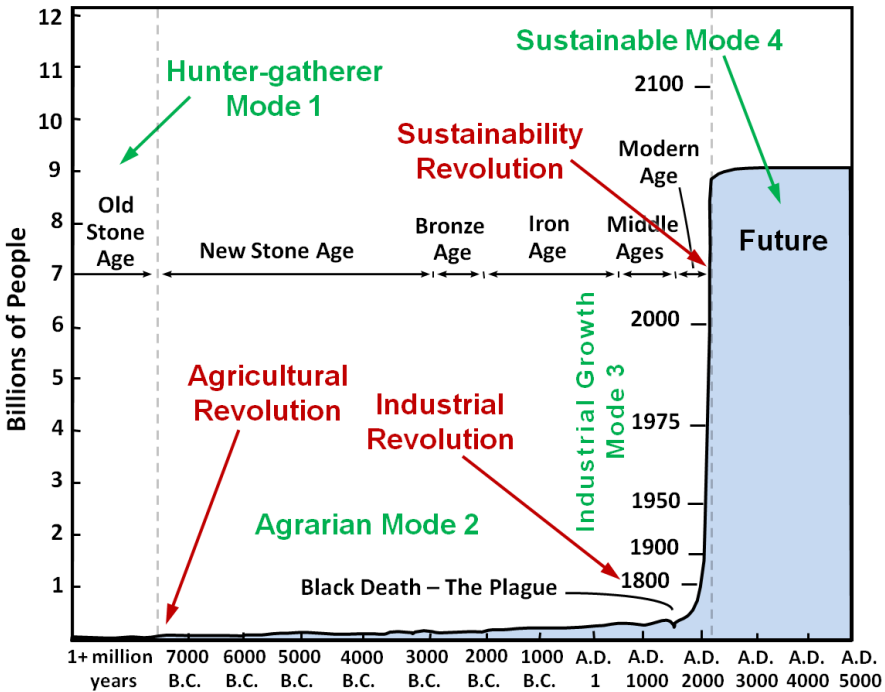 12
11
10
9
8
7
6
5
4
3
2
1
Billions of People
Hunter-gatherer
Mode 1
Sustainable Mode 4
2100
Sustainability
Revolution
Modern
Age
Old
Stone
Age
New Stone Age
Bronze
Age
Iron
Age
Middle
Ages
Future
2000
Agricultural
Revolution
Industrial
Revolution
Industrial Growth
Mode 3
1975
1950
1900
1800
Agrarian Mode 2
Black Death – The Plague
1+ million
years
7000
B.C.
6000
B.C.
5000
B.C.
4000
B.C.
3000
B.C.
2000
B.C.
1000
B.C.
A.D.
1
A.D.
1000
A.D.
2000
A.D.
3000
A.D.
4000
A.D.
5000